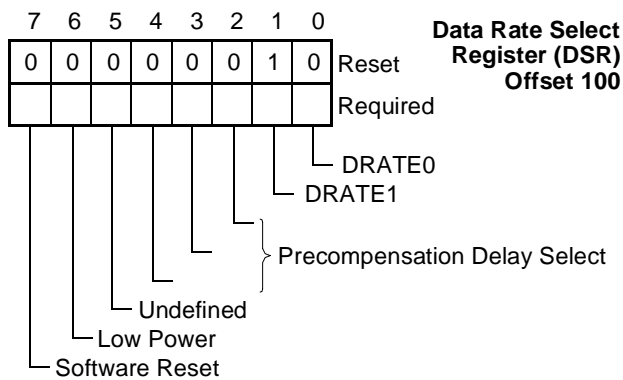 7 6 5 4 3 2 1 0
Data Rate Select
Register (DSR)
Offset 100
0 0 0 0 0 0 1 0 Reset
Required
DRATE0
DRATE1
Precompensation Delay Select
Undefined
Low Power
Software Reset